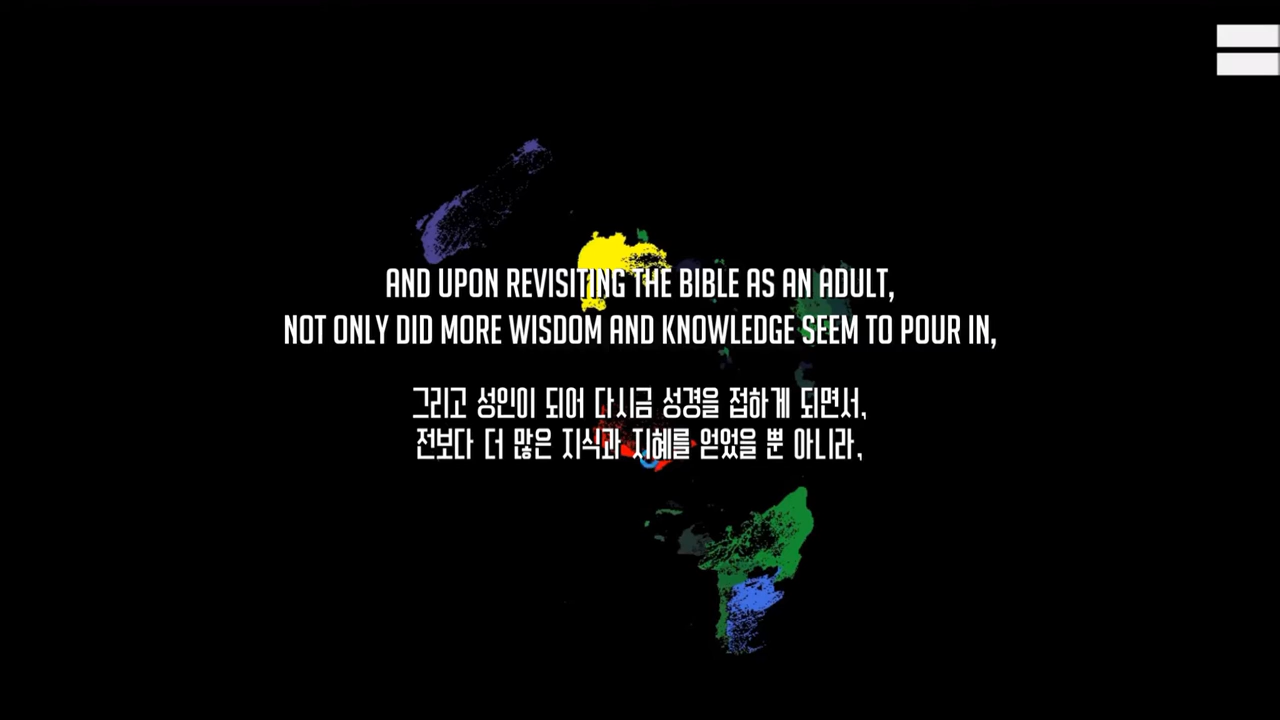 AND UPON REVISITING THE BIBLE AS AN ADULT,
NOT ONLY DID MORE WISDOM AND KNOWLEDGE SEEM TO POUR IN,
그리고 성인이 되어 다시금 성경을 접하게 되면서,
전보다 더 많은 지식과 지혜를 얻었을 뿐 아니라,